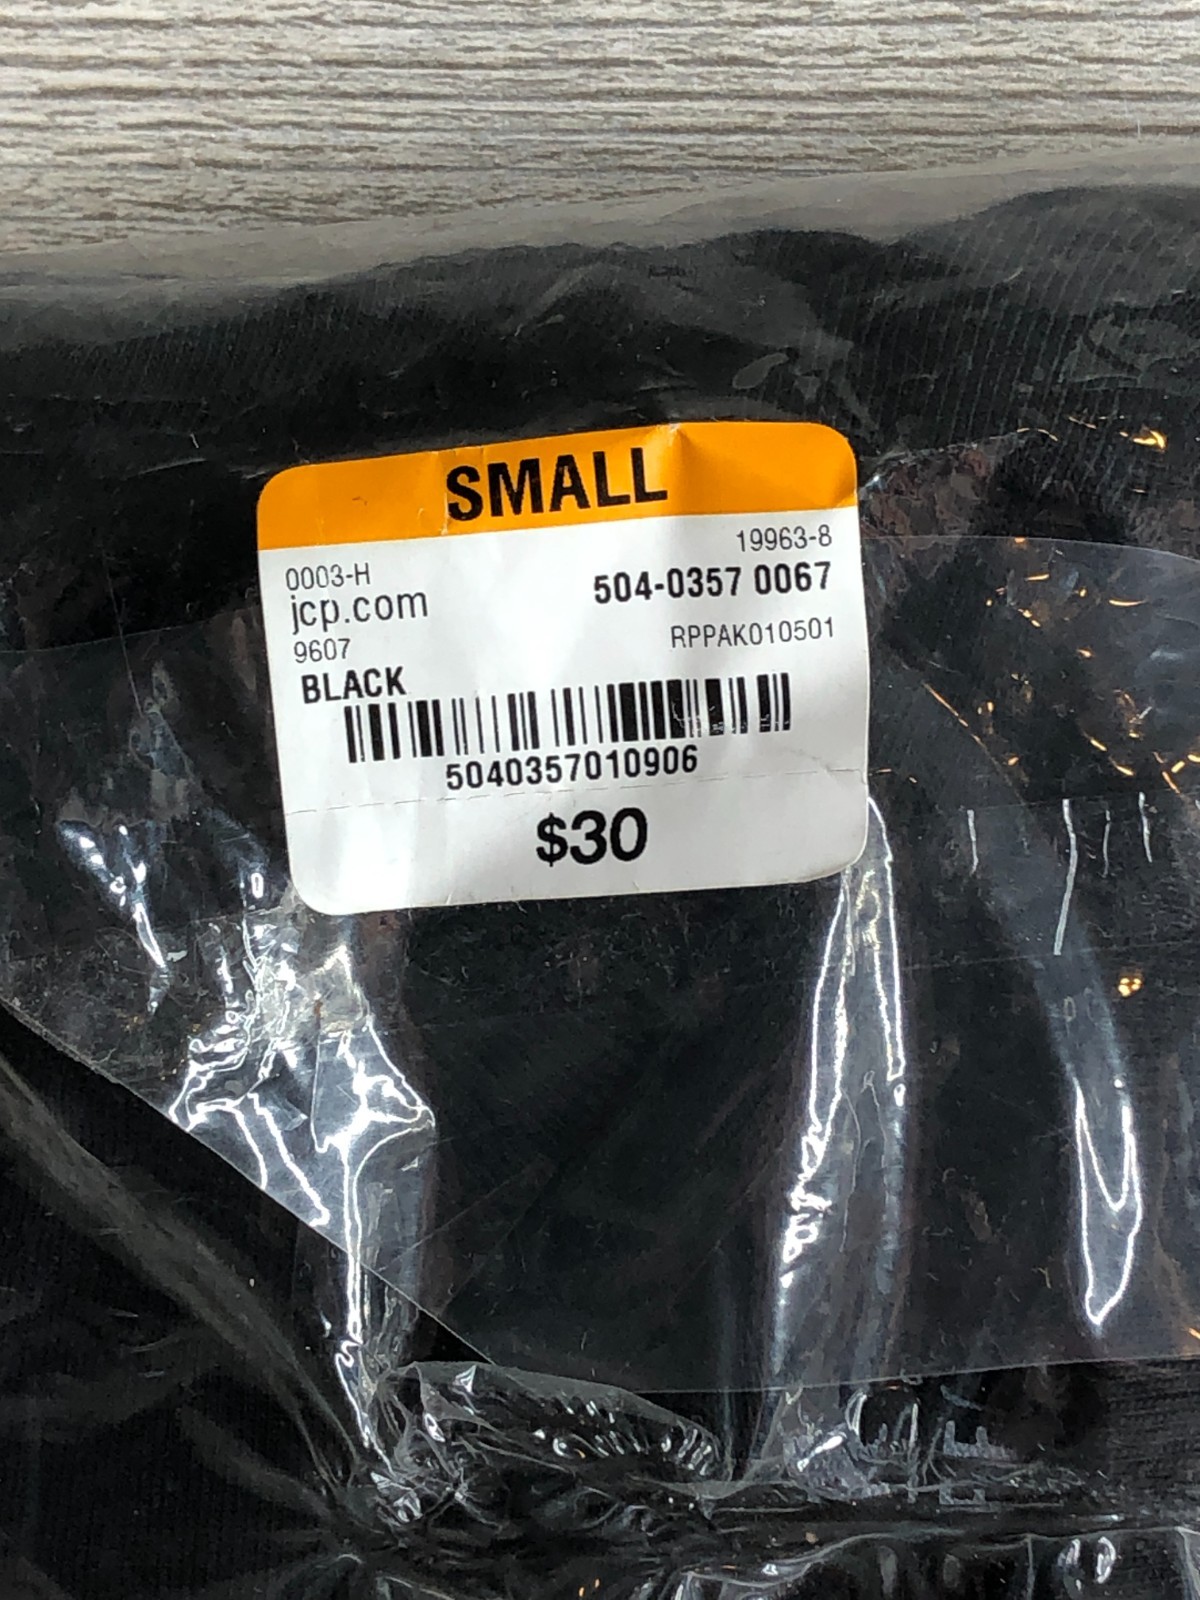 SMALL
19963-8
0003-H
504-0357 0067
jcp.com
RPPAK010501
9607
BLACK
5040357010906
$30